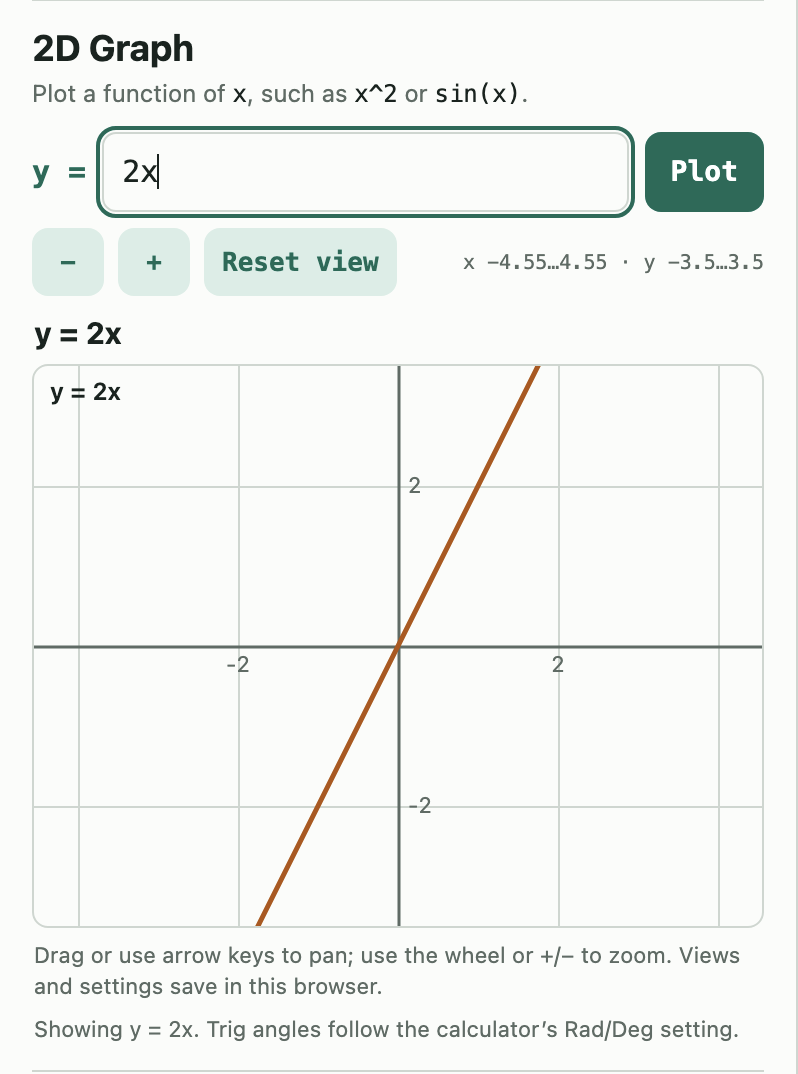 2D Graph
Plot a function of x, such as x^2 or sin(x).
y = 2x Plot
− + Reset view x −4.55…4.55 · y −3.5…3.5
y = 2x
y = 2x
2
-2 2
-2
Drag or use arrow keys to pan; use the wheel or +/− to zoom. Views
and settings save in this browser.
Showing y = 2x. Trig angles follow the calculator’s Rad/Deg setting.